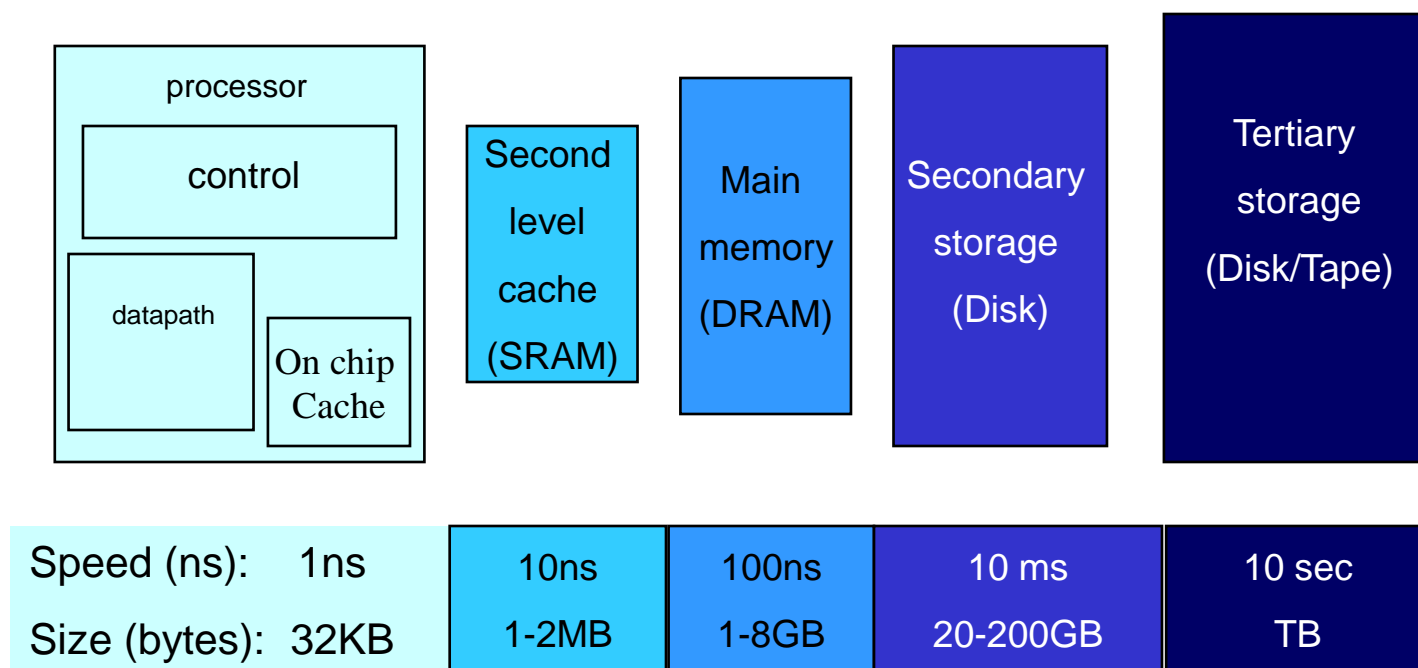 processor
control
datapath
On chip
Cache
Second
level
cache
(SRAM)
Main
memory
(DRAM)
Secondary
storage
(Disk)
Tertiary
storage
(Disk/Tape)
Speed (ns): 1ns 10ns 100ns 10 ms 10 sec
Size (bytes): 32KB 1-2MB 1-8GB 20-200GB TB